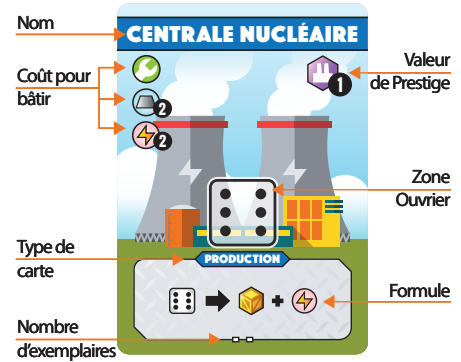 Nom
CENTRALE NUCLÉAIRE
Coût pour
bâtir
2
2
1
Valeur
de Prestige
Zone
Ouvrier
Type de
carte
PRODUCTION
Formule
Nombre
d'exemplaires